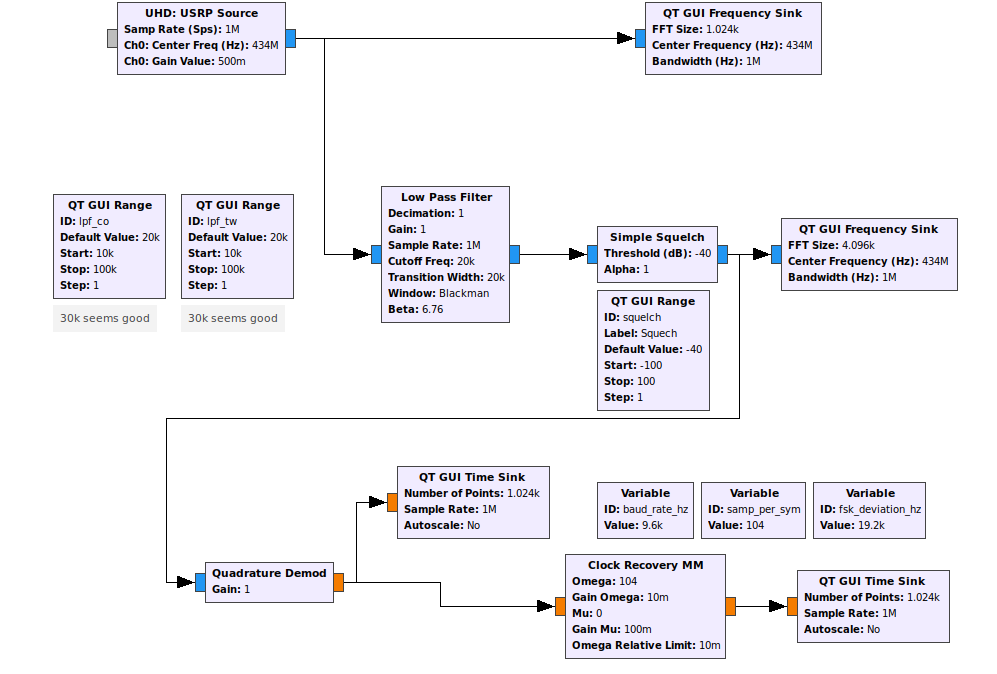 UHD: USRP Source
Samp Rate (Sps): 1M
Ch0: Center Freq (Hz): 434M
Ch0: Gain Value: 500m
QT GUI Frequency Sink
FFT Size: 1.024k
Center Frequency (Hz): 434M
Bandwidth (Hz): 1M
QT GUI Range
ID: lpf_co
Default Value: 20k
Start: 10k
Stop: 100k
Step: 1
30k seems good
QT GUI Range
ID: lpf_tw
Default Value: 20k
Start: 10k
Stop: 100k
Step: 1
30k seems good
Low Pass Filter
Decimation: 1
Gain: 1
Sample Rate: 1M
Cutoff Freq: 20k
Transition Width: 20k
Window: Blackman
Beta: 6.76
Simple Squelch
Threshold (dB): -40
Alpha: 1
QT GUI Range
ID: squelch
Label: Squech
Default Value: -40
Start: -100
Stop: 100
Step: 1
QT GUI Frequency Sink
FFT Size: 4.096k
Center Frequency (Hz): 434M
Bandwidth (Hz): 1M
QT GUI Time Sink
Number of Points: 1.024k
Sample Rate: 1M
Autoscale: No
Variable
ID: baud_rate_hz
Value: 9.6k
Variable
ID: samp_per_sym
Value: 104
Variable
ID: fsk_deviation_hz
Value: 19.2k
Quadrature Demod
Gain: 1
Clock Recovery MM
Omega: 104
Gain Omega: 10m
Mu: 0
Gain Mu: 100m
Omega Relative Limit: 10m
QT GUI Time Sink
Number of Points: 1.024k
Sample Rate: 1M
Autoscale: No